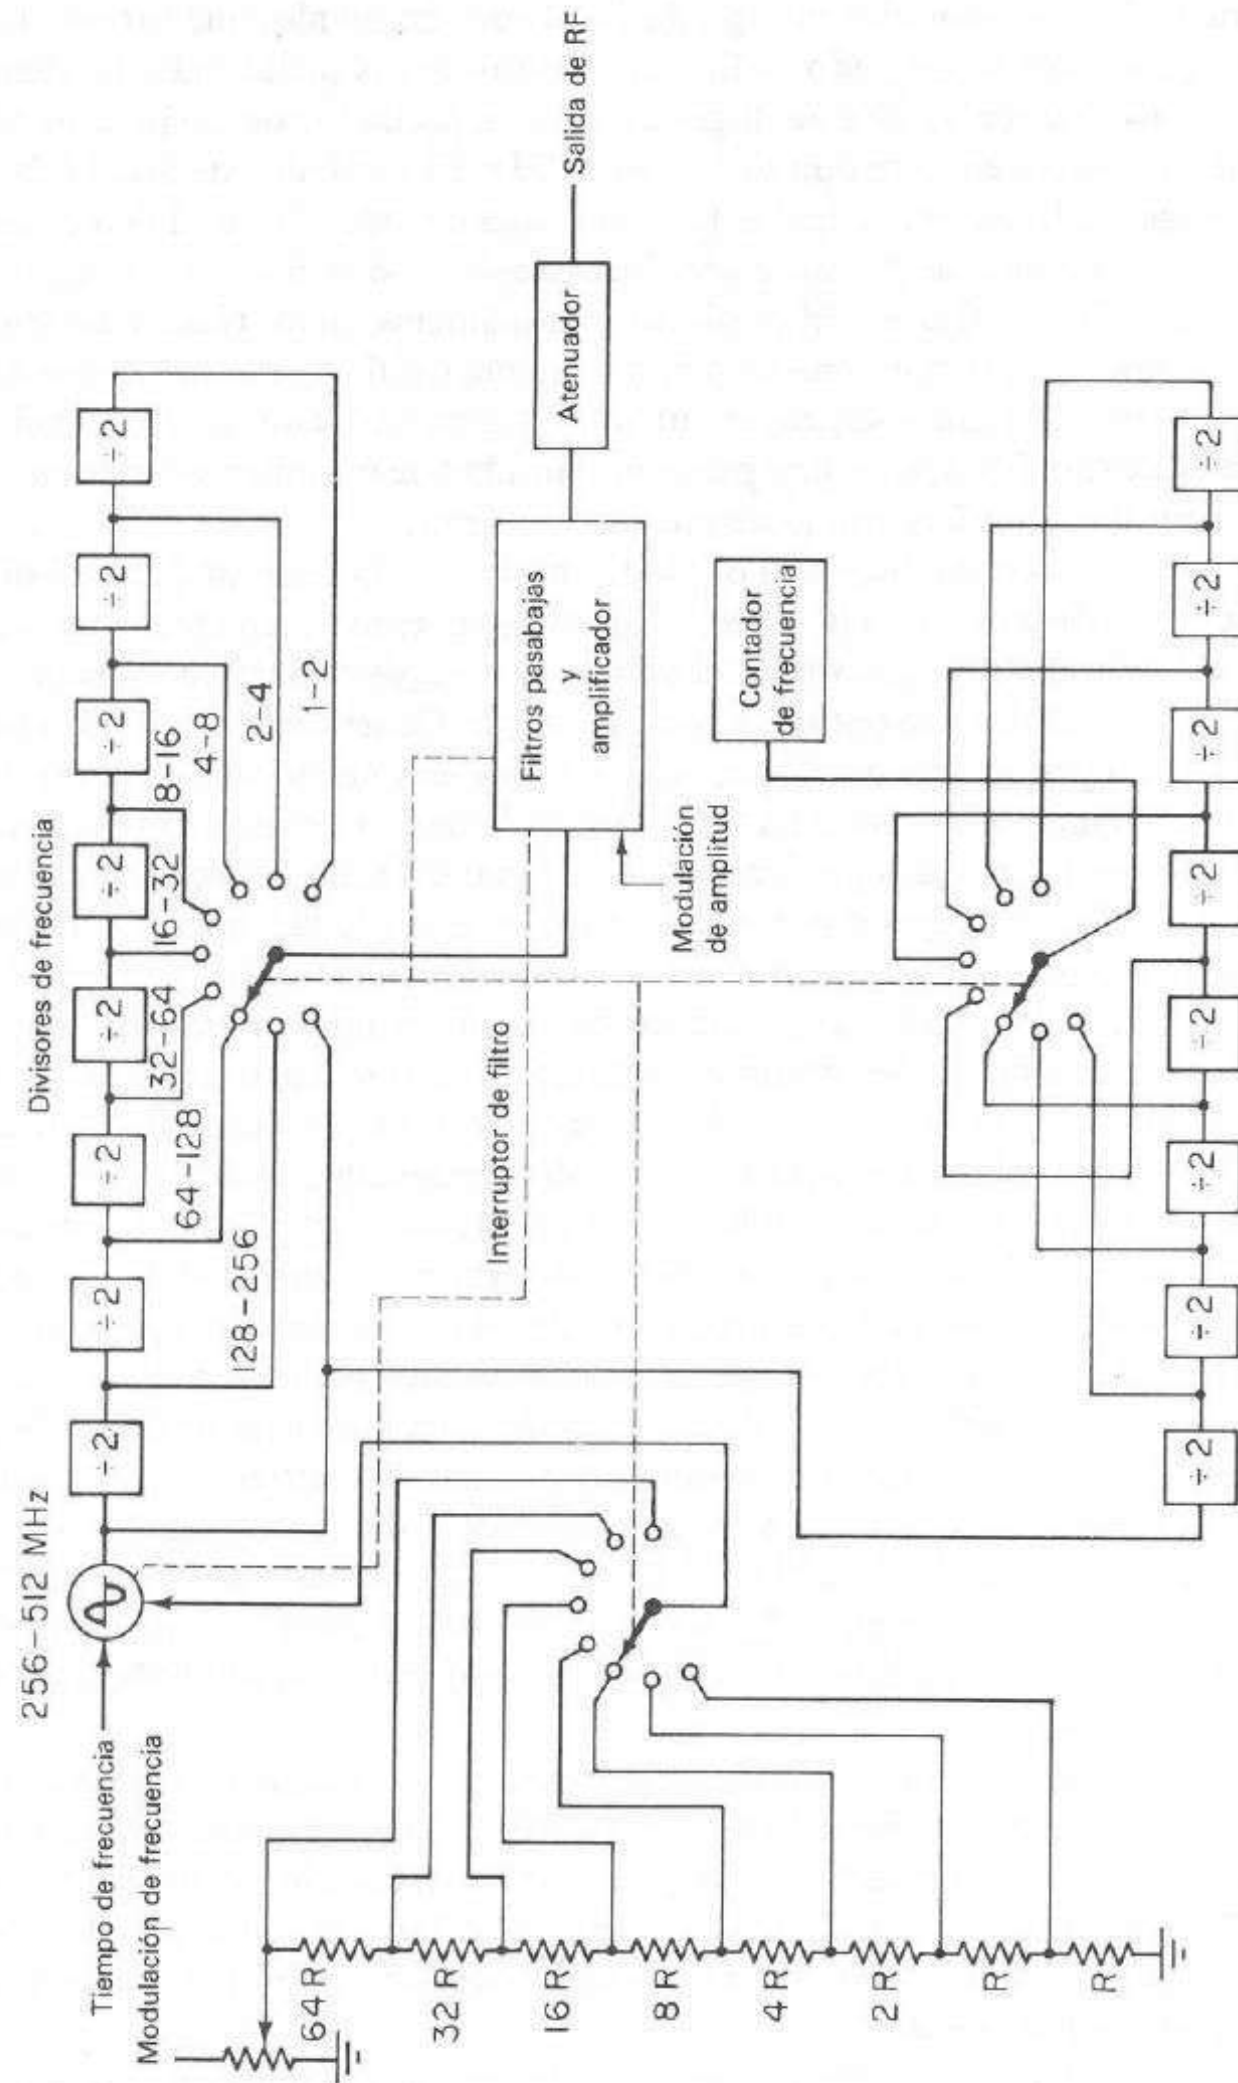 256–512 MHz
Divisores de frecuencia
Tiempo de frecuencia
Modulación de frecuencia
÷2
÷2
÷2
÷2
÷2
÷2
÷2
÷2
128–256
64–128
32–64
16–32
8–16
4–8
2–4
1–2
64 R
32 R
16 R
8 R
4 R
2 R
R
R
Interruptor de filtro
Filtros pasabajas
y
amplificador
Atenuador
Salida de RF
Modulación
de amplitud
Contador
de frecuencia
÷2
÷2
÷2
÷2
÷2
÷2
÷2
÷2